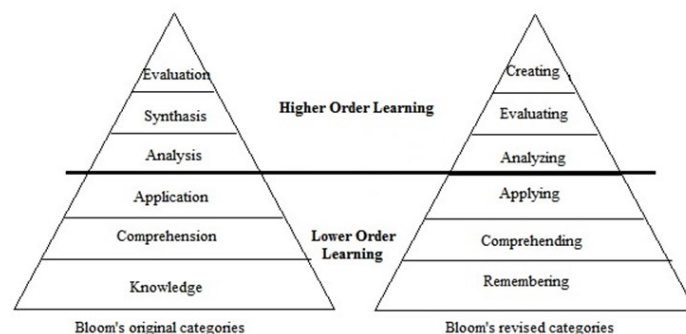 Evaluation
Synthasis
Analysis
Application
Comprehension
Knowledge
Bloom's original categories
Higher Order Learning
Lower Order
Learning
Creating
Evaluating
Analyzing
Applying
Comprehending
Remembering
Bloom's revised categories